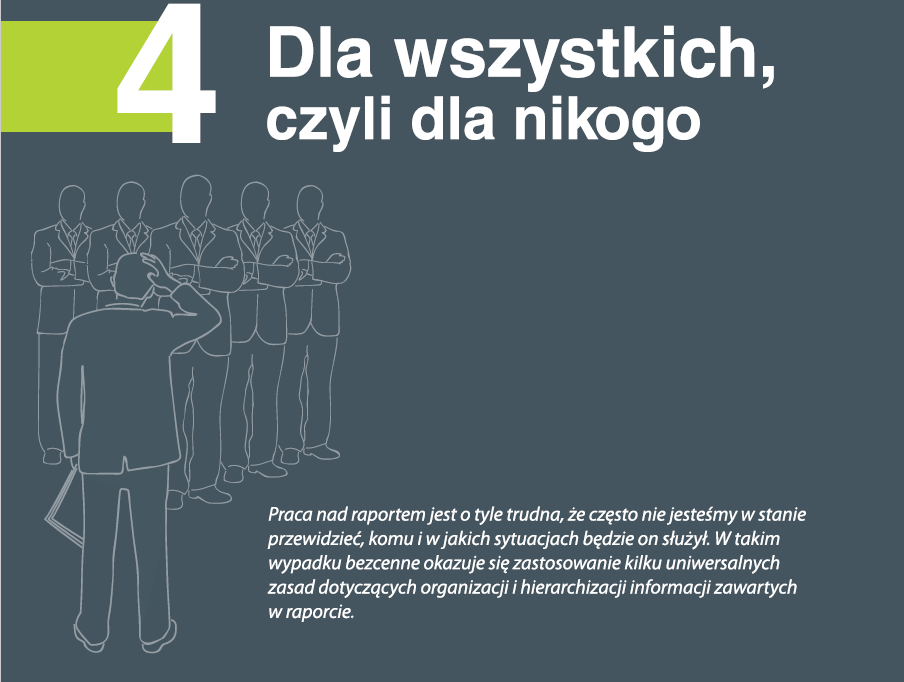 4
Dla wszystkich,
czyli dla nikogo
Praca nad raportem jest o tyle trudna, że często nie jesteśmy w stanie
przewidzieć, komu i w jakich sytuacjach będzie on służył. W takim
wypadku bezcenne okazuje się zastosowanie kilku uniwersalnych
zasad dotyczących organizacji i hierarchizacji informacji zawartych
w raporcie.